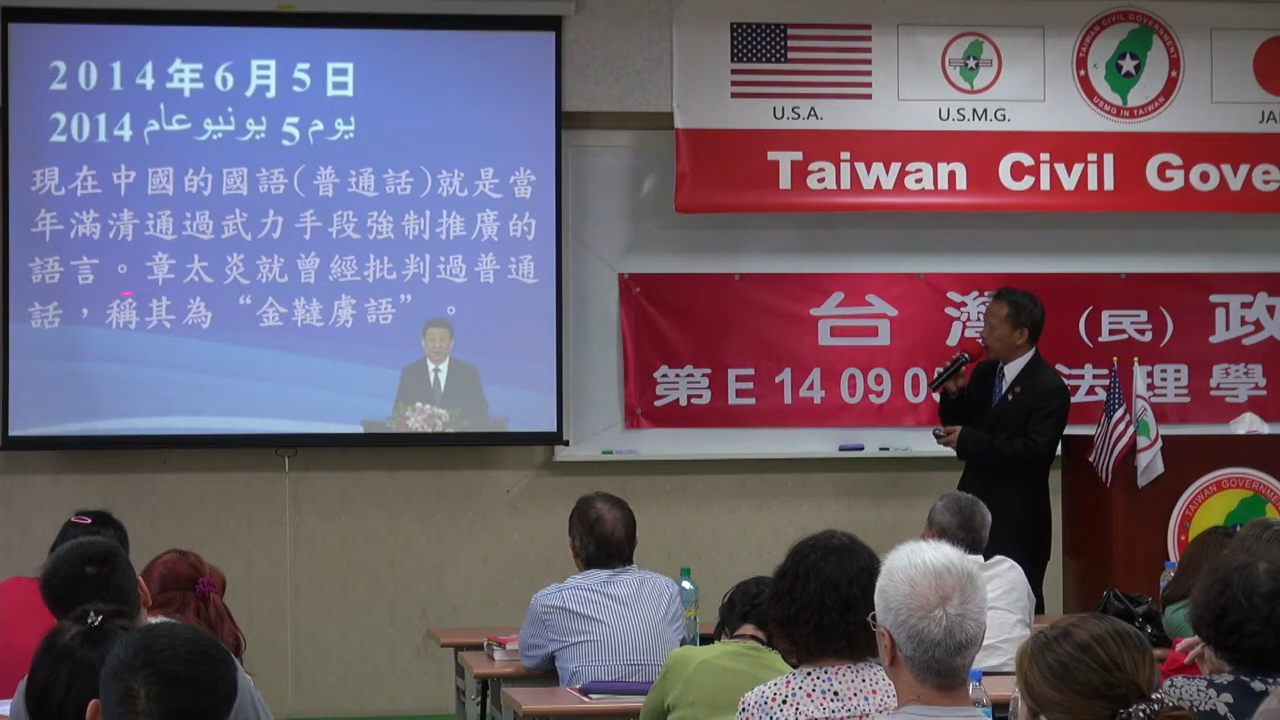 2014年6月5日
يوم 5 يونيو عام 2014
現在中國的國語(普通話)就是當
年滿清通過武力手段強制推廣的
語言。章太炎就曾經批判過普通
話，稱其為“金韃虜語”。
U.S.A.
U.S.M.G.
TAIWAN CIVIL GOVERNMENT
USMG IN TAIWAN
JA
Taiwan Civil Gove
台灣（民）政
第E 14 09 0
法理學
TAIWAN GOVERNME